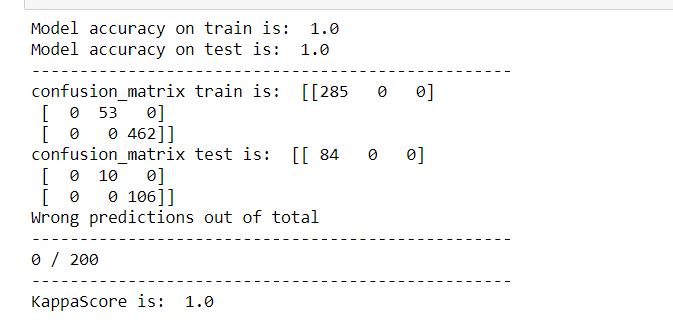 Model accuracy on train is:  1.0
Model accuracy on test is:  1.0
--------------------------------------------------
confusion_matrix train is:  [[285   0   0]
 [  0  53   0]
 [  0   0 462]]
confusion_matrix test is:  [[ 84   0   0]
 [  0  10   0]
 [  0   0 106]]
Wrong predictions out of total
--------------------------------------------------
0 / 200
--------------------------------------------------
KappaScore is:  1.0